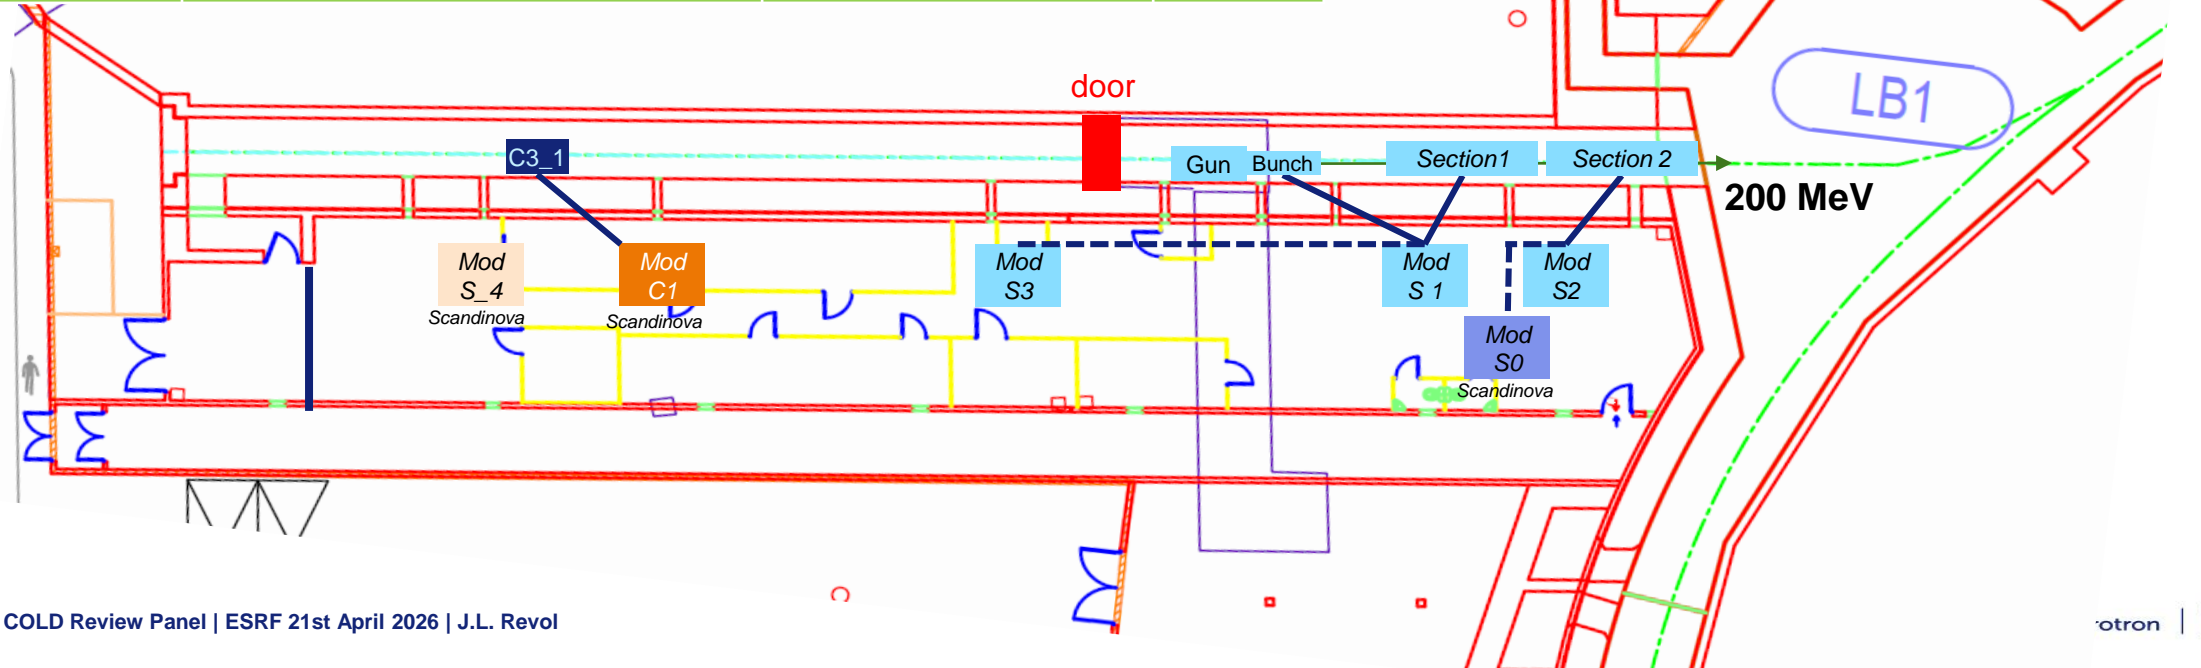 door
LB1
C3_1
Gun
Bunch
Section1
Section 2
200 MeV
Mod
S_4
Scandinova
Mod
C1
Scandinova
Mod
S3
Mod
S 1
Mod
S2
Mod
S0
Scandinova
COLD Review Panel | ESRF 21st April 2026 | J.L. Revol
otron |